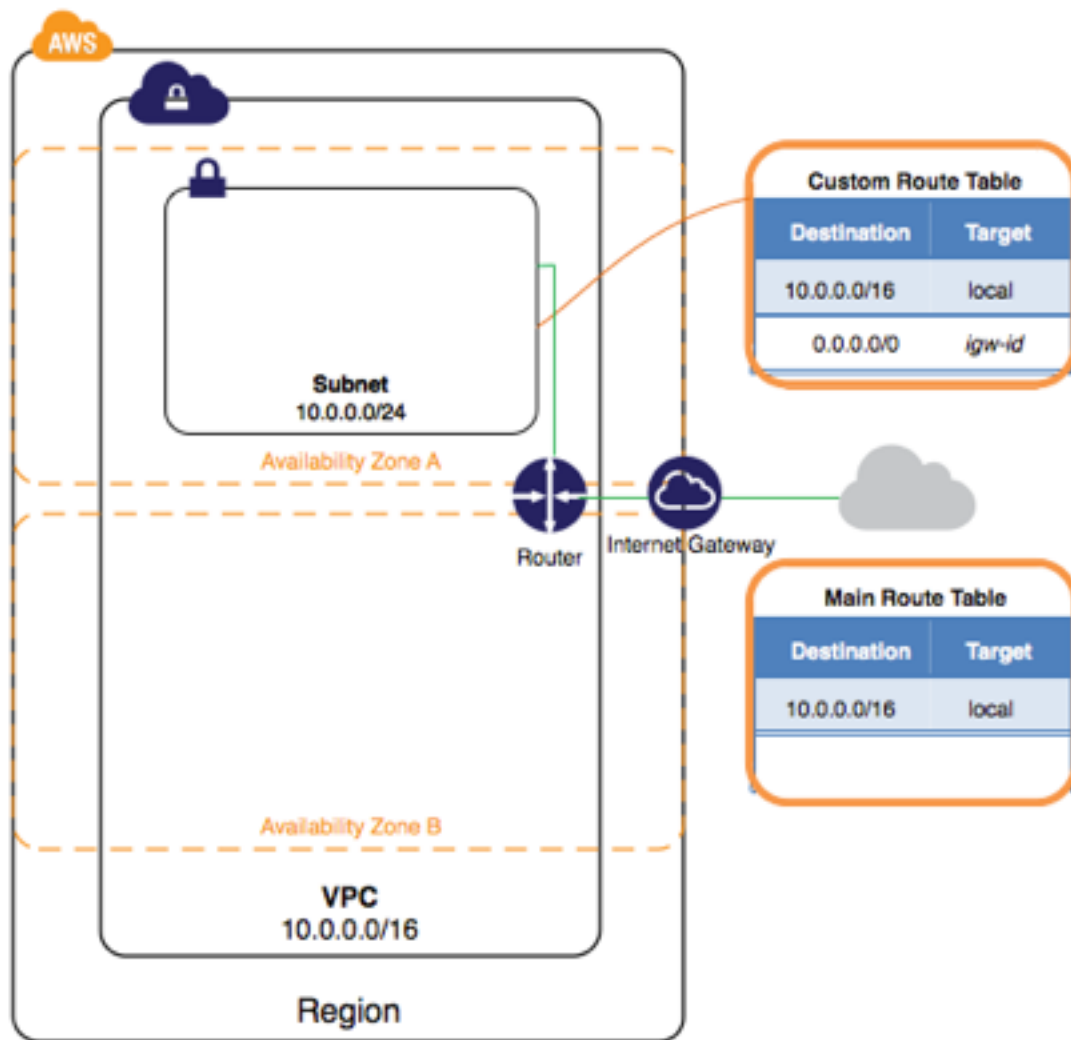 AWS
Custom Route Table
Destination Target
10.0.0.0/16 local
0.0.0.0/0 igw-id
Subnet
10.0.0.0/24
Availability Zone A
Router
Internet Gateway
Main Route Table
Destination Target
10.0.0.0/16 local
Availability Zone B
VPC
10.0.0.0/16
Region